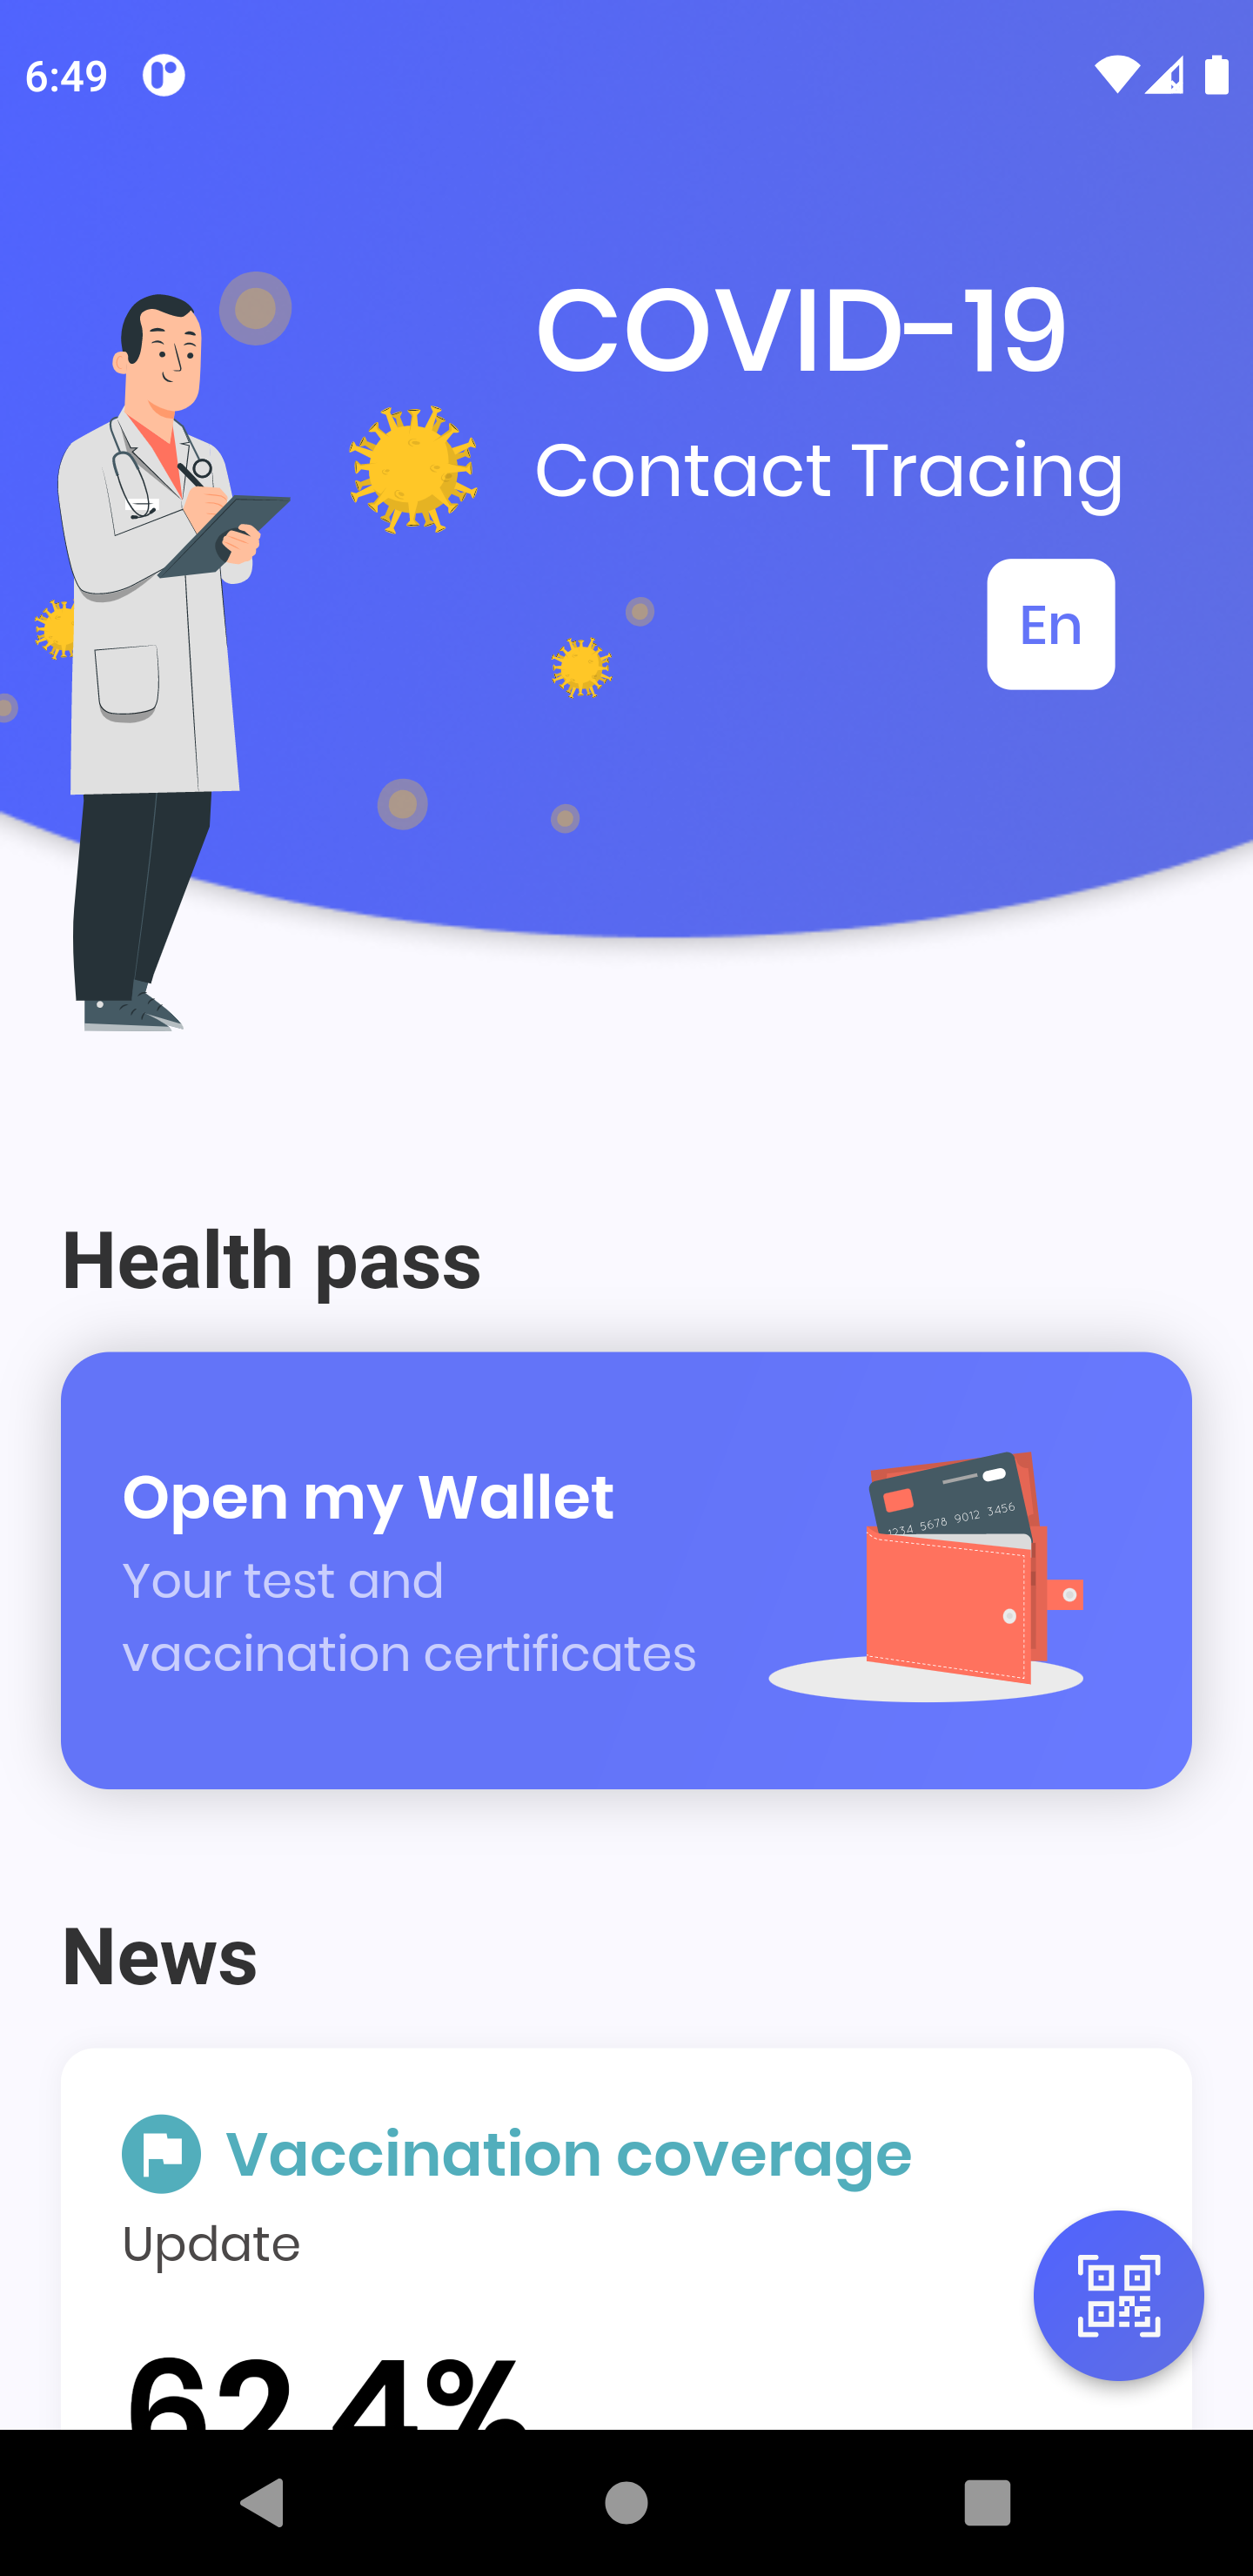 6:49
COVID-19
Contact Tracing
En
Health pass
Open my Wallet
Your test and
vaccination certificates
1234 5678 9012 3456
News
Vaccination coverage
Update
62.4%